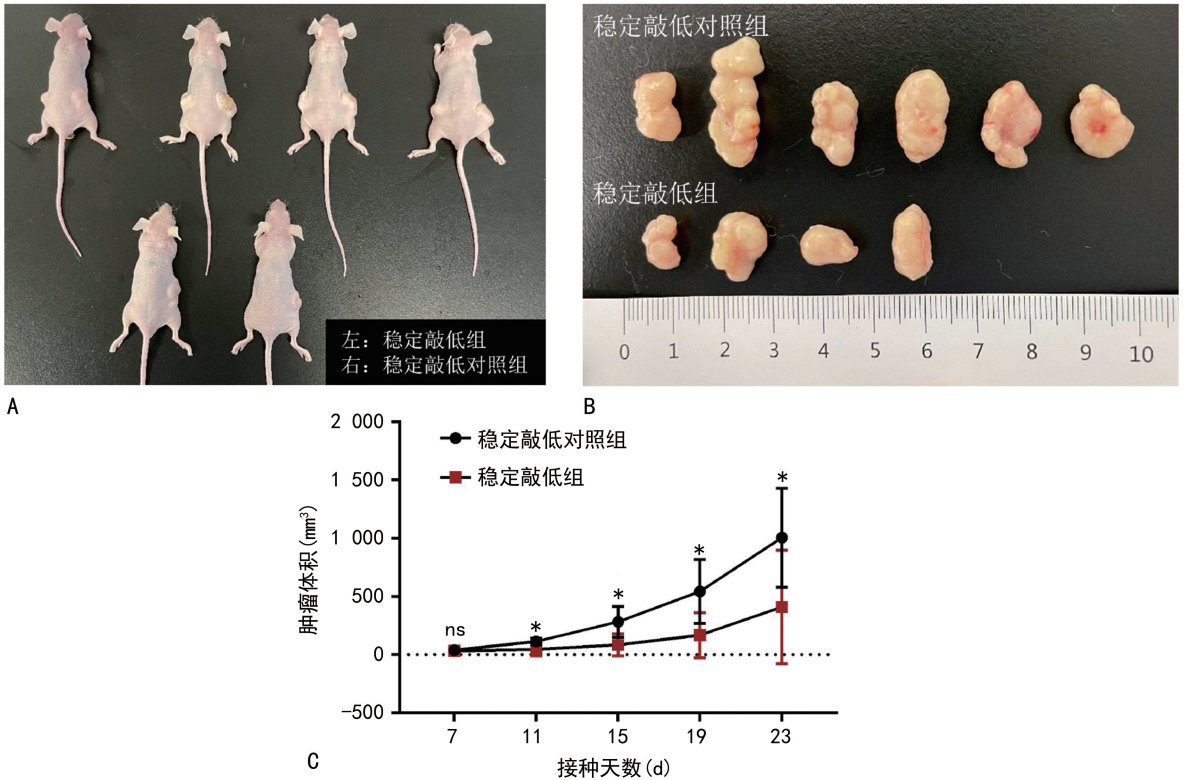 左：稳定敲低组
右：稳定敲低对照组
A
稳定敲低对照组
稳定敲低组
0 1 2 3 4 5 6 7 8 9 10
B
2 000
1 500
1 000
500
0
-500
肿瘤体积(mm³)
稳定敲低对照组
稳定敲低组
ns * * * *
7 11 15 19 23
接种天数(d)
C